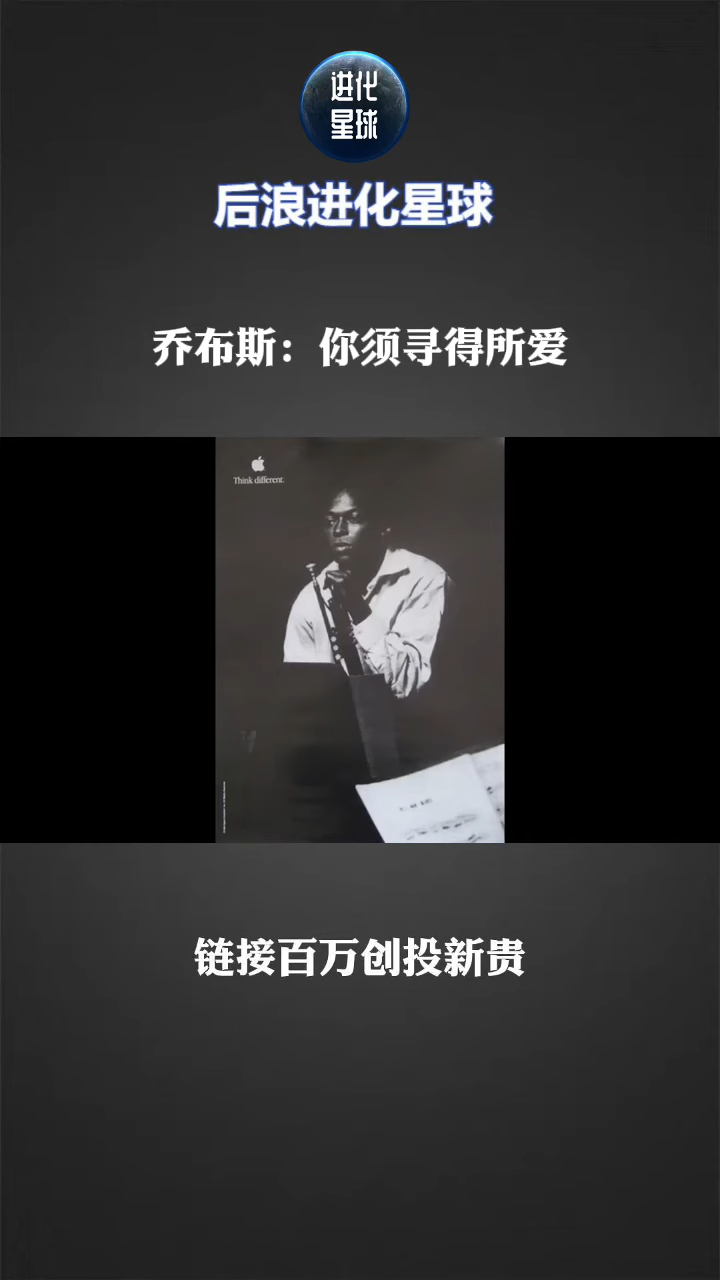 进化
星球
后浪进化星球
乔布斯：你须寻得所爱
Think different.
链接百万创投新贵